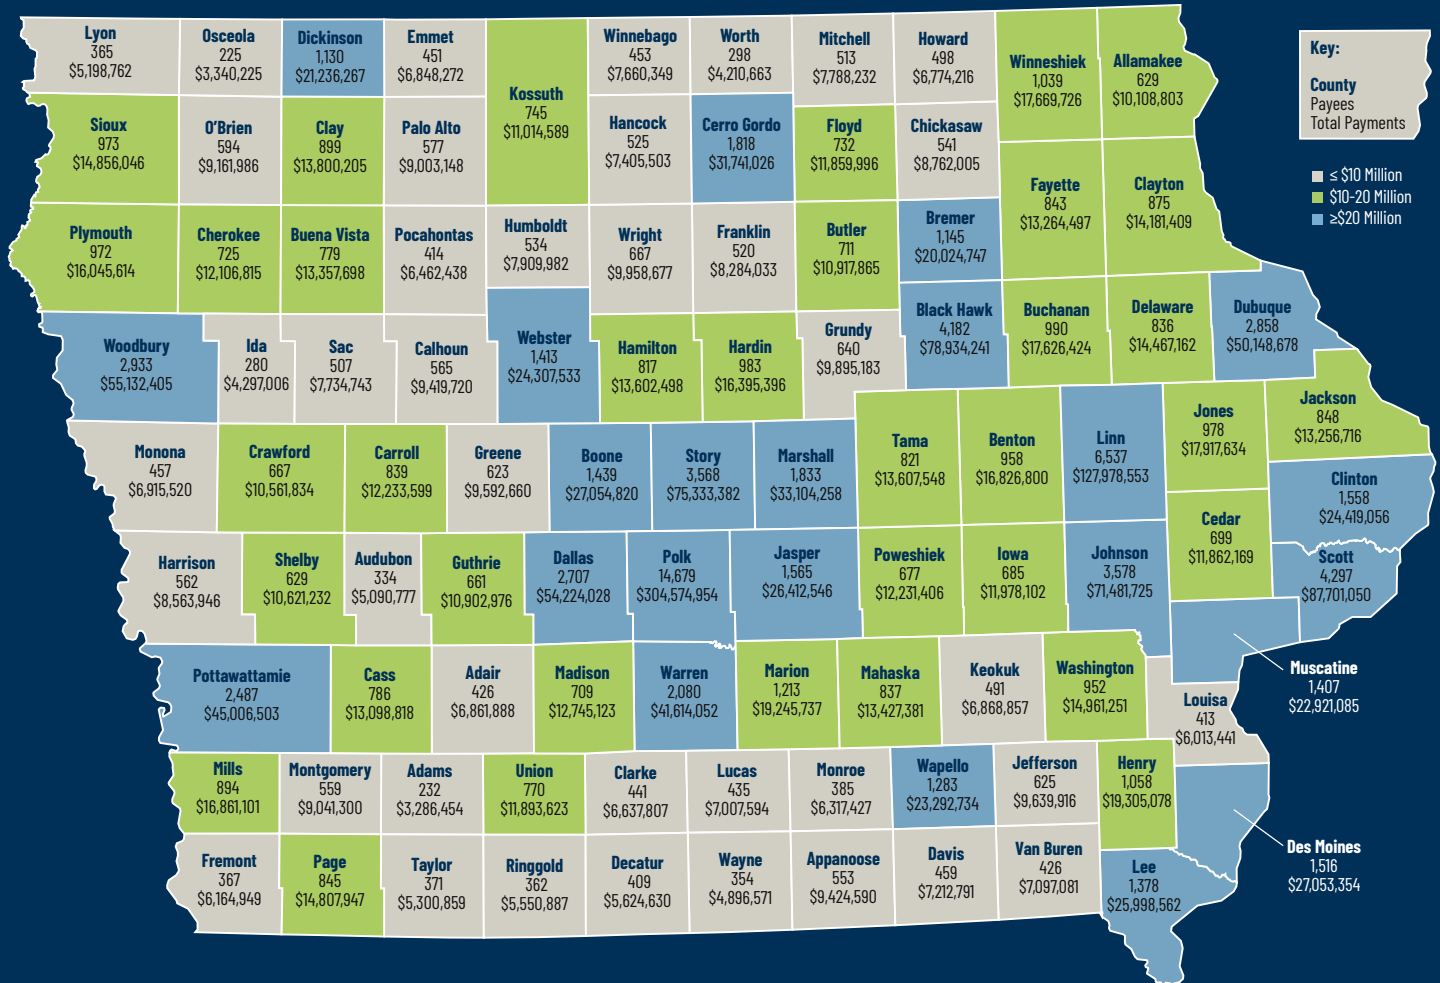 Lyon
365
$5,198,762
Osceola
225
$3,340,225
Dickinson
1,130
$21,236,267
Emmet
451
$6,848,272
Kossuth
745
$11,014,589
Winnebago
453
$7,660,349
Worth
298
$4,210,663
Mitchell
513
$7,788,232
Howard
498
$6,774,216
Winneshiek
1,039
$17,669,726
Allamakee
629
$10,108,803
Key:
County
Payees
Total Payments
≤ $10 Million
$10-20 Million
≥$20 Million
Sioux
973
$14,856,046
O'Brien
594
$9,161,986
Clay
899
$13,800,205
Palo Alto
577
$9,003,148
Hancock
525
$7,405,503
Cerro Gordo
1,818
$31,741,026
Floyd
732
$11,859,996
Chickasaw
541
$8,762,005
Fayette
843
$13,264,497
Clayton
875
$14,181,409
Plymouth
972
$16,045,614
Cherokee
725
$12,106,815
Buena Vista
779
$13,357,698
Pocahontas
414
$6,462,438
Humboldt
534
$7,909,982
Wright
667
$9,958,677
Franklin
520
$8,284,033
Butler
711
$10,917,865
Bremer
1,145
$20,024,747
Woodbury
2,933
$55,132,405
Ida
280
$4,297,006
Sac
507
$7,734,743
Calhoun
565
$9,419,720
Webster
1,413
$24,307,533
Hamilton
817
$13,602,498
Hardin
983
$16,395,396
Grundy
640
$9,895,183
Black Hawk
4,182
$78,934,241
Buchanan
990
$17,626,424
Delaware
836
$14,467,162
Dubuque
2,858
$50,148,678
Monona
457
$6,915,520
Crawford
667
$10,561,834
Carroll
839
$12,233,599
Greene
623
$9,592,660
Boone
1,439
$27,054,820
Story
3,568
$75,333,382
Marshall
1,833
$33,104,258
Tama
821
$13,607,548
Benton
958
$16,826,800
Linn
6,537
$127,978,553
Jones
978
$17,917,634
Jackson
848
$13,256,716
Clinton
1,558
$24,419,056
Harrison
562
$8,563,946
Shelby
629
$10,621,232
Audubon
334
$5,090,777
Guthrie
661
$10,902,976
Dallas
2,707
$54,224,028
Polk
14,679
$304,574,954
Jasper
1,565
$26,412,546
Poweshiek
677
$12,231,406
Iowa
685
$11,978,102
Johnson
3,578
$71,481,725
Cedar
699
$11,862,169
Scott
4,297
$87,701,050
Pottawattamie
2,487
$45,006,503
Cass
786
$13,098,818
Adair
426
$6,861,888
Madison
709
$12,745,123
Warren
2,080
$41,614,052
Marion
1,213
$19,245,737
Mahaska
837
$13,427,381
Keokuk
491
$6,868,857
Washington
952
$14,961,251
Louisa
413
$6,013,441
Muscatine
1,407
$22,921,085
Mills
894
$16,861,101
Montgomery
559
$9,041,300
Adams
232
$3,286,454
Union
770
$11,893,623
Clarke
441
$6,637,807
Lucas
435
$7,007,594
Monroe
385
$6,317,427
Wapello
1,283
$23,292,734
Jefferson
625
$9,639,916
Henry
1,058
$19,305,078
Des Moines
1,516
$27,053,354
Fremont
367
$6,164,949
Page
845
$14,807,947
Taylor
371
$5,300,859
Ringgold
362
$5,550,887
Decatur
409
$5,624,630
Wayne
354
$4,896,571
Appanoose
553
$9,424,590
Davis
459
$7,212,791
Van Buren
426
$7,097,081
Lee
1,378
$25,998,562